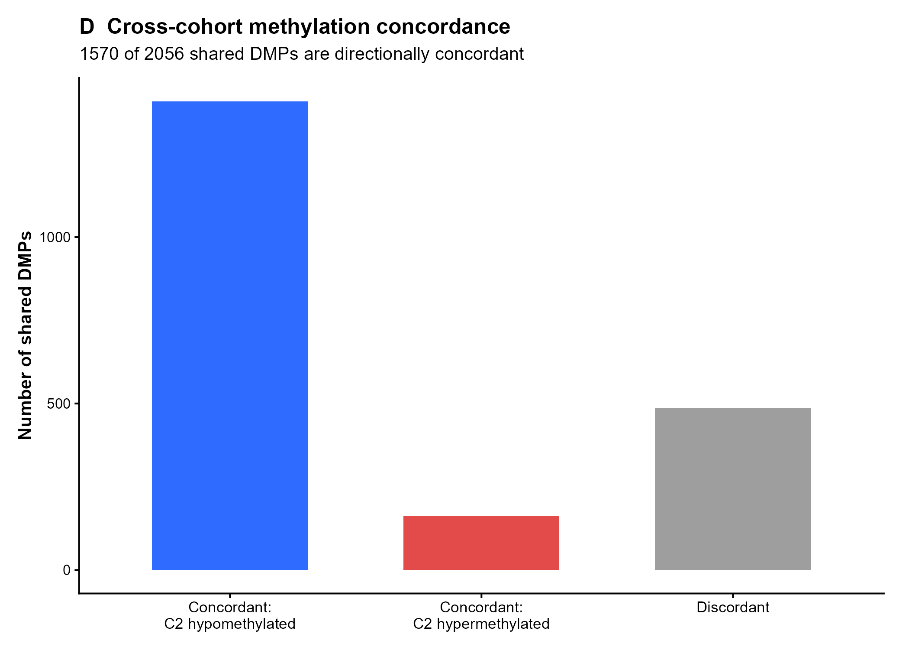 D Cross-cohort methylation concordance
1570 of 2056 shared DMPs are directionally concordant
Number of shared DMPs
1000
500
0
Concordant:
C2 hypomethylated
Concordant:
C2 hypermethylated
Discordant